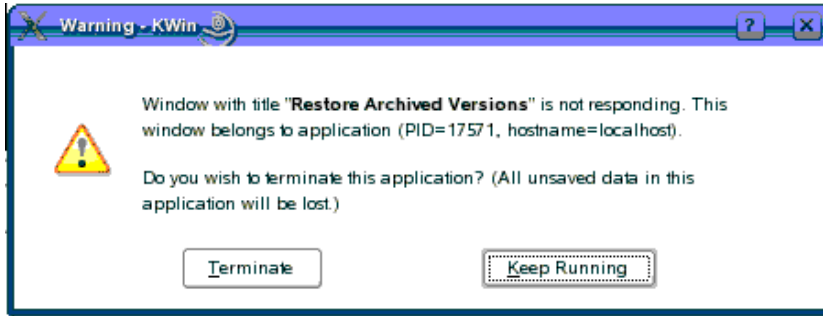 Warning - KWin
?
X
Window with title "Restore Archived Versions" is not responding. This
window belongs to application (PID=17571, hostname=localhost).
Do you wish to terminate this application? (All unsaved data in this
application will be lost.)
Terminate
Keep Running